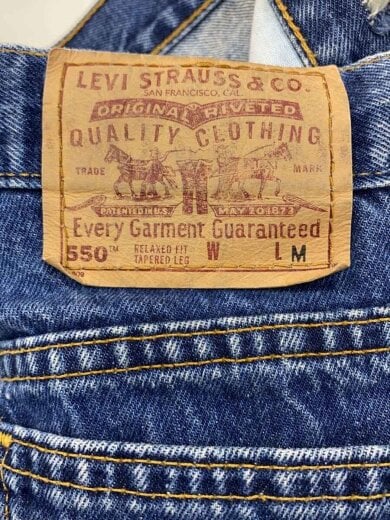 LEVI STRAUSS & CO.
SAN FRANCISCO, CAL.
ORIGINAL RIVETED
QUALITY CLOTHING
TRADE MARK
PATENTED IN U.S. MAY 20 1873
Every Garment Guaranteed
550™ RELAXED FIT TAPERED LEG W L M